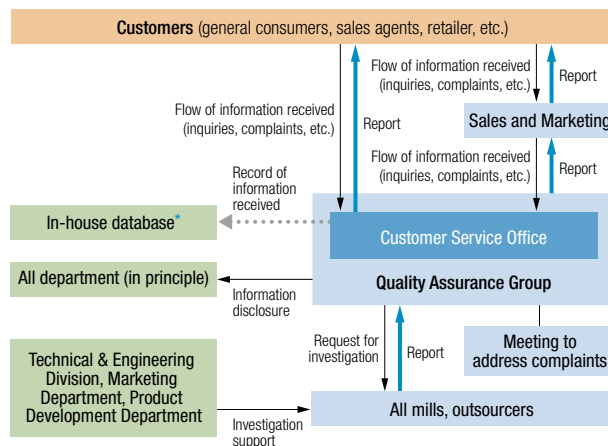 Customers (general consumers, sales agents, retailer, etc.)
Flow of information received
(inquiries, complaints, etc.)
Report
Flow of information received
(inquiries, complaints, etc.)
Report
Sales and Marketing
Flow of information received
(inquiries, complaints, etc.)
Report
Record of
information
received
In-house database*
Customer Service Office
All department (in principle)
Information
disclosure
Quality Assurance Group
Request for
investigation
Report
Meeting to
address complaints
Technical & Engineering
Division, Marketing
Department, Product
Development Department
Investigation
support
All mills, outsourcers